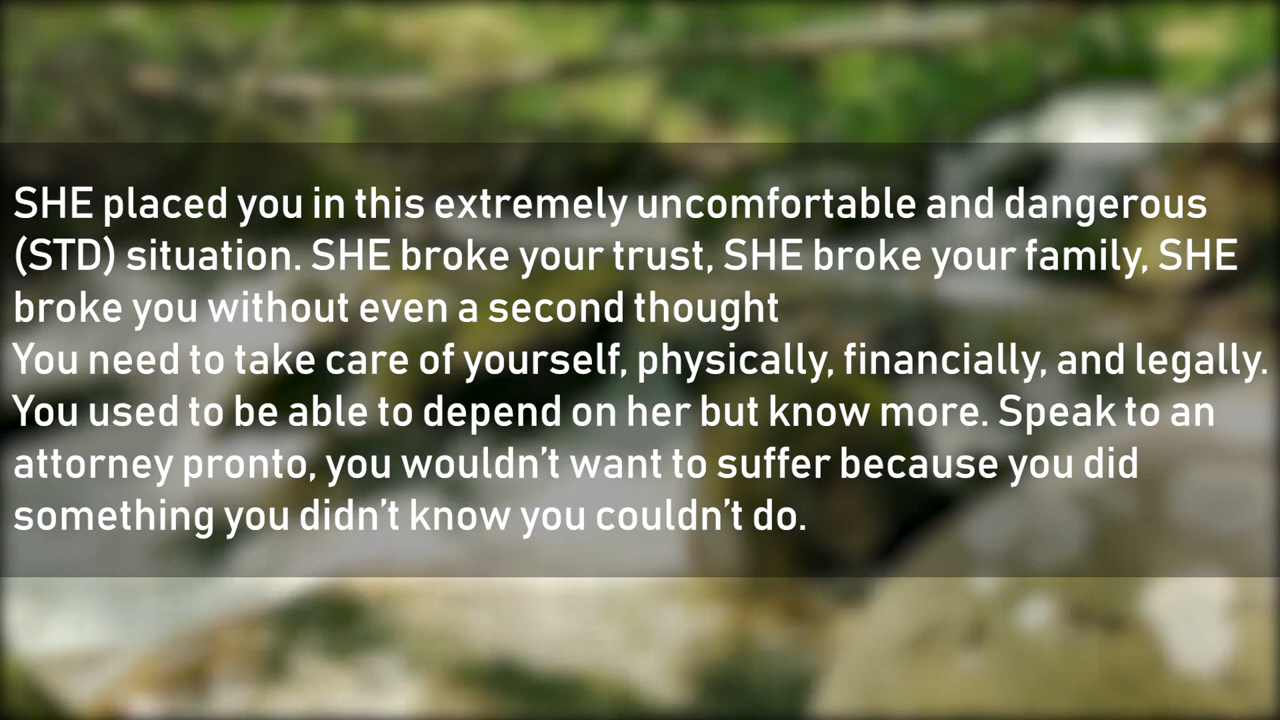 SHE placed you in this extremely uncomfortable and dangerous
(STD) situation. SHE broke your trust, SHE broke your family, SHE
broke you without even a second thought
You need to take care of yourself, physically, financially, and legally.
You used to be able to depend on her but know more. Speak to an
attorney pronto, you wouldn’t want to suffer because you did
something you didn’t know you couldn’t do.